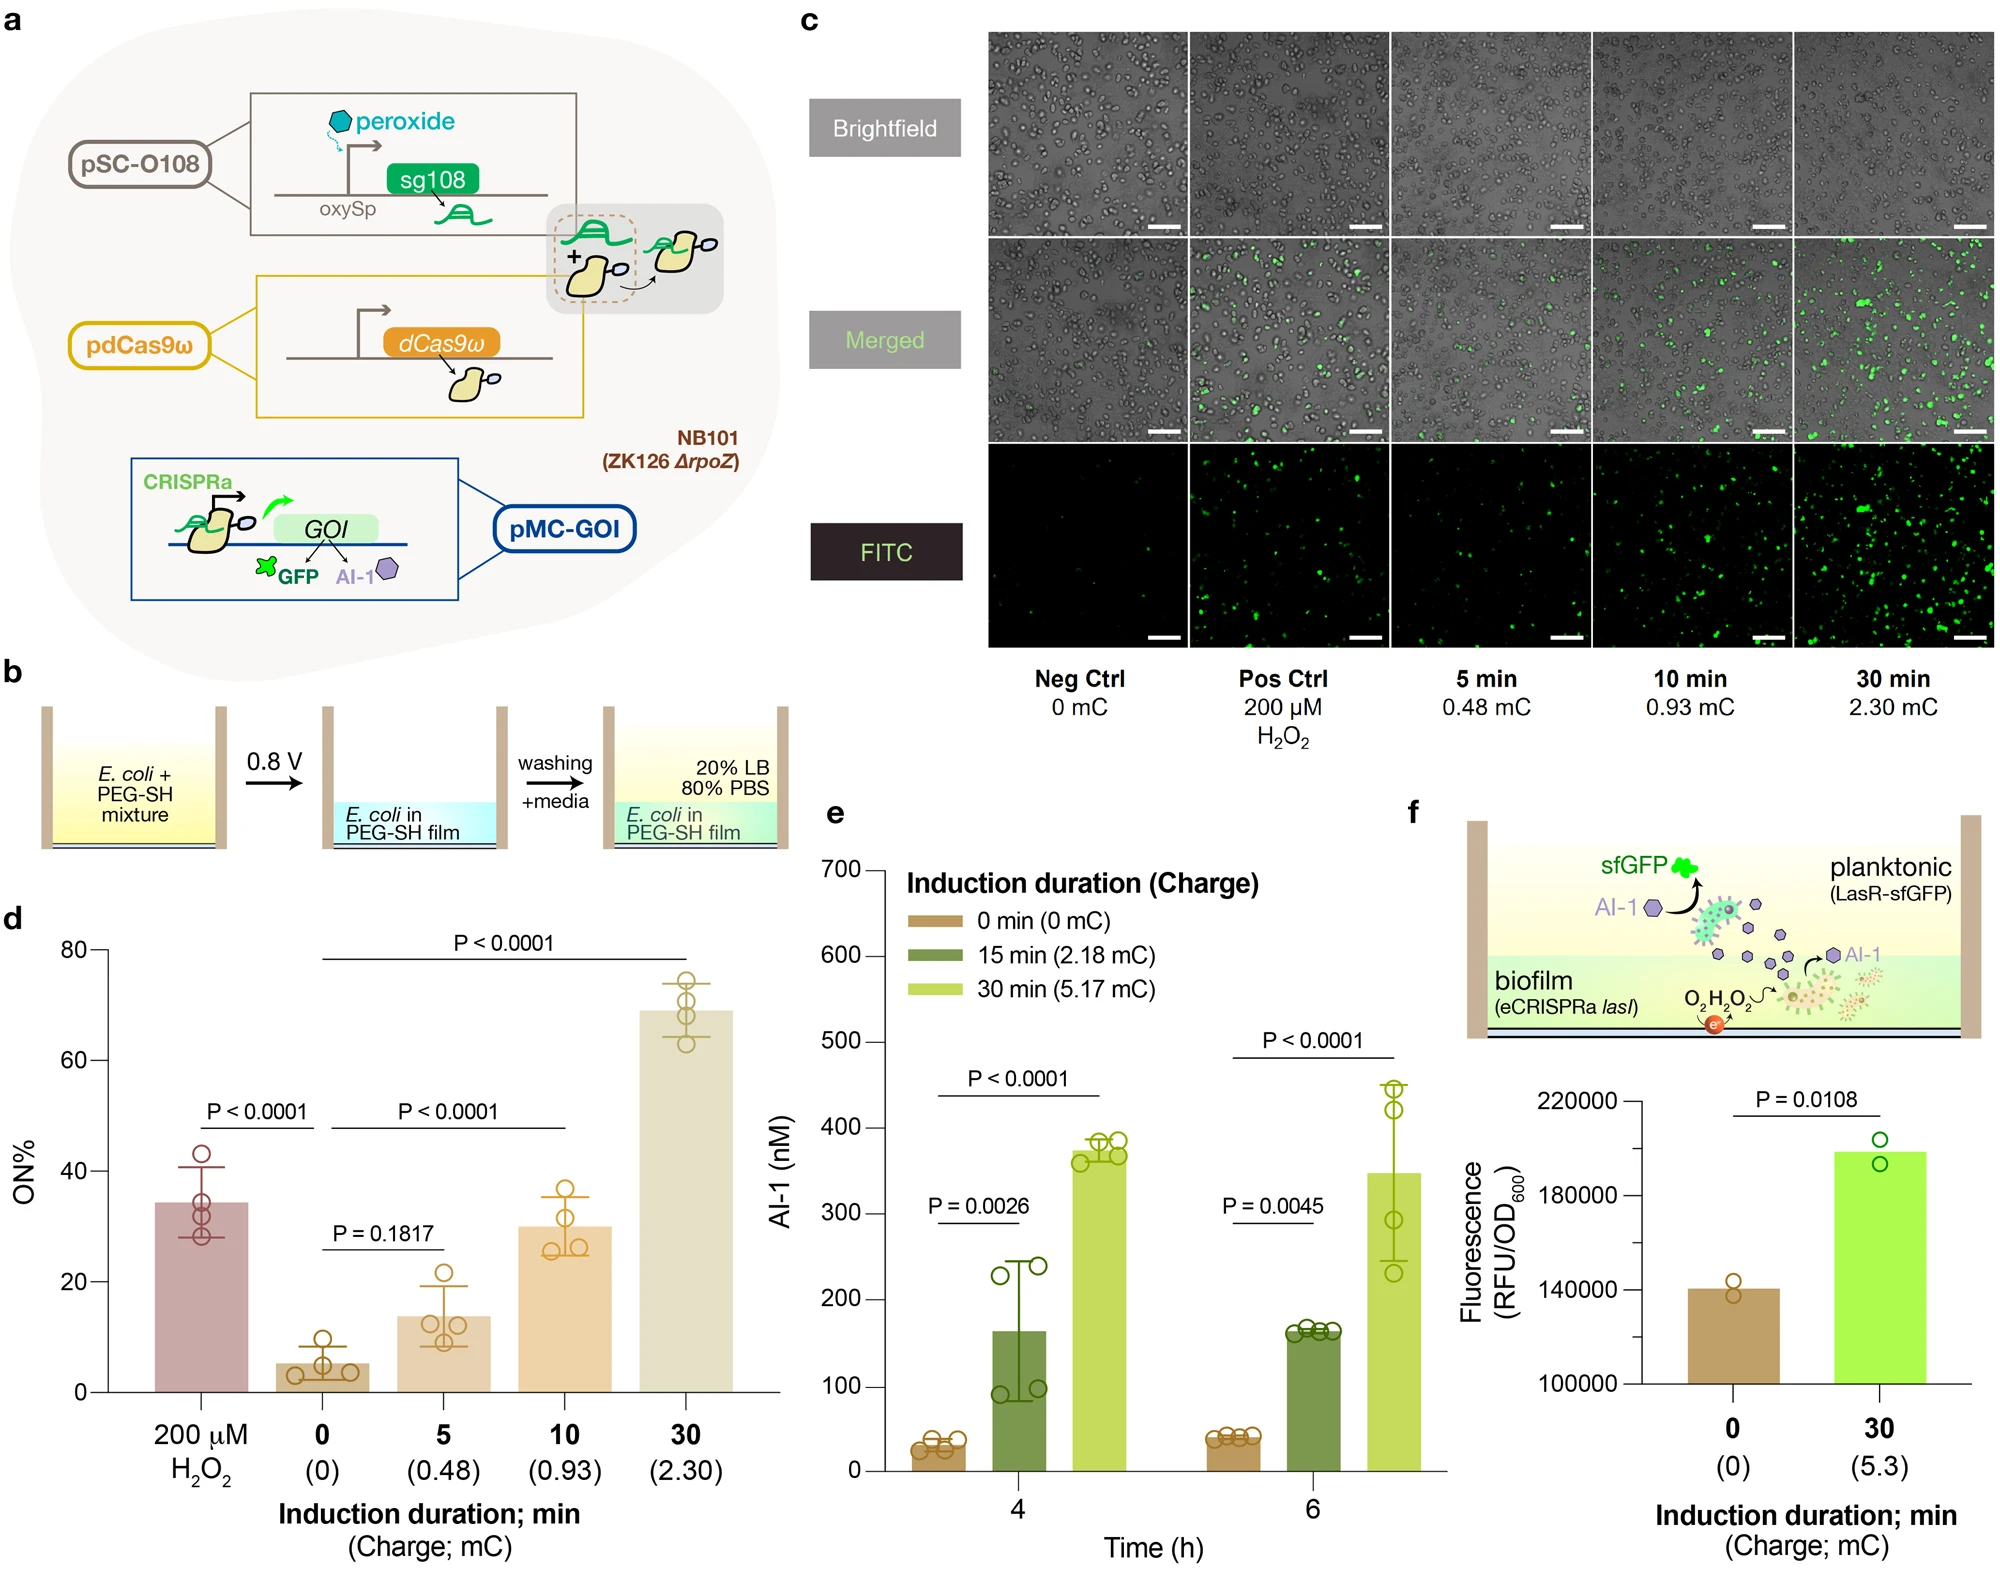 a
peroxide
pSC-O108
sg108
oxySp
+
pdCas9ω
dCas9ω
NB101
(ZK126 ΔrpoZ)
CRISPRa
GOI
GFP
AI-1
pMC-GOI
b
E. coli +
PEG-SH
mixture
0.8 V
E. coli in
PEG-SH film
washing
+media
20% LB
80% PBS
E. coli in
PEG-SH film
c
Brightfield
Merged
FITC
Neg Ctrl
0 mC
Pos Ctrl
200 µM
H2O2
5 min
0.48 mC
10 min
0.93 mC
30 min
2.30 mC
d
ON%
80
60
40
20
0
P < 0.0001
P < 0.0001
P < 0.0001
P = 0.1817
200 µM
H2O2
0
(0)
5
(0.48)
10
(0.93)
30
(2.30)
Induction duration; min
(Charge; mC)
e
AI-1 (nM)
700
600
500
400
300
200
100
0
Induction duration (Charge)
0 min (0 mC)
15 min (2.18 mC)
30 min (5.17 mC)
P < 0.0001
P < 0.0001
P = 0.0026
P = 0.0045
4
6
Time (h)
f
sfGFP
AI-1
planktonic
(LasR-sfGFP)
AI-1
biofilm
(eCRISPRa lasI)
O2 H2O2
e-
Fluorescence
(RFU/OD600)
220000
180000
140000
100000
P = 0.0108
0
(0)
30
(5.3)
Induction duration; min
(Charge; mC)